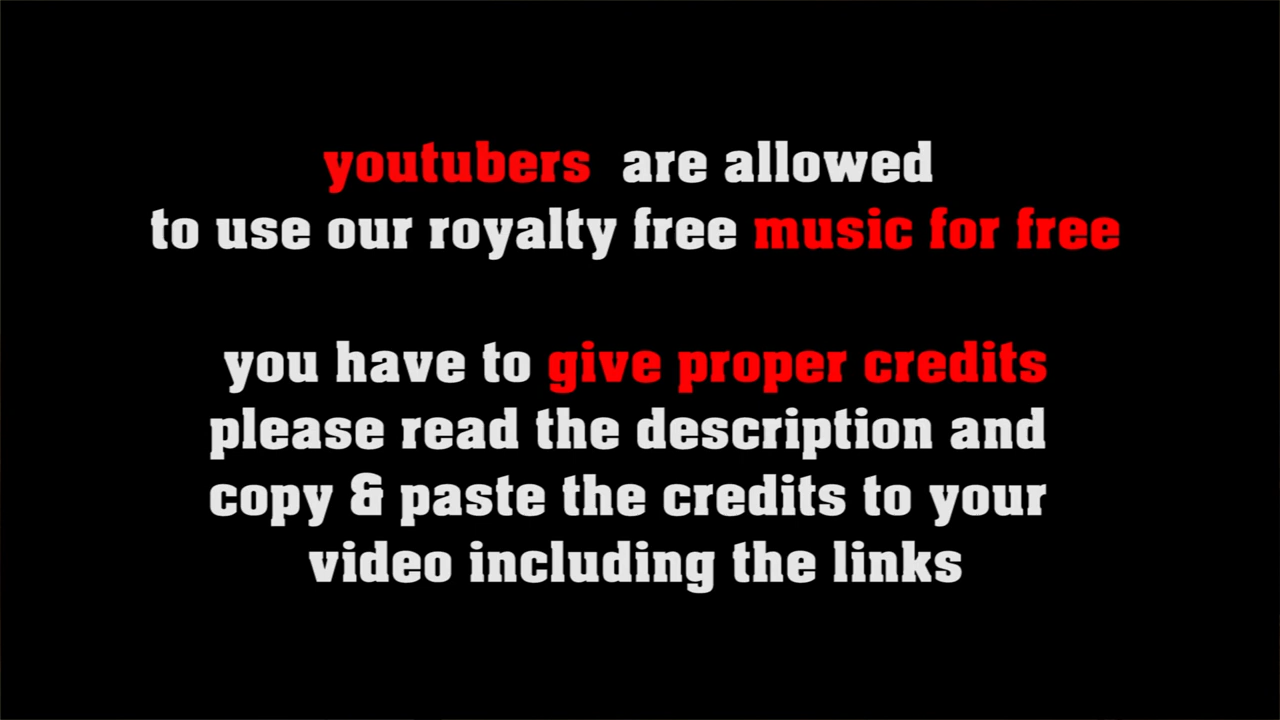 youtubers are allowed
to use our royalty free music for free
you have to give proper credits
please read the description and
copy & paste the credits to your
video including the links